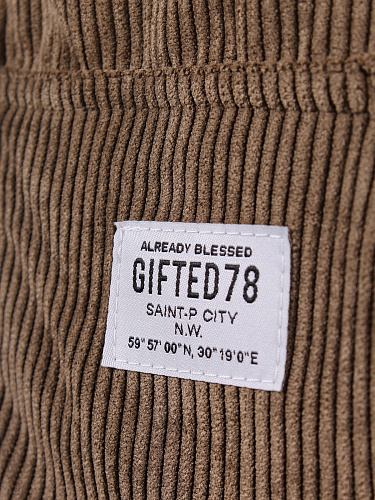 ALREADY BLESSED
GIFTED78
SAINT-P CITY
N.W.
59° 57' 00"N, 30° 19'0"E